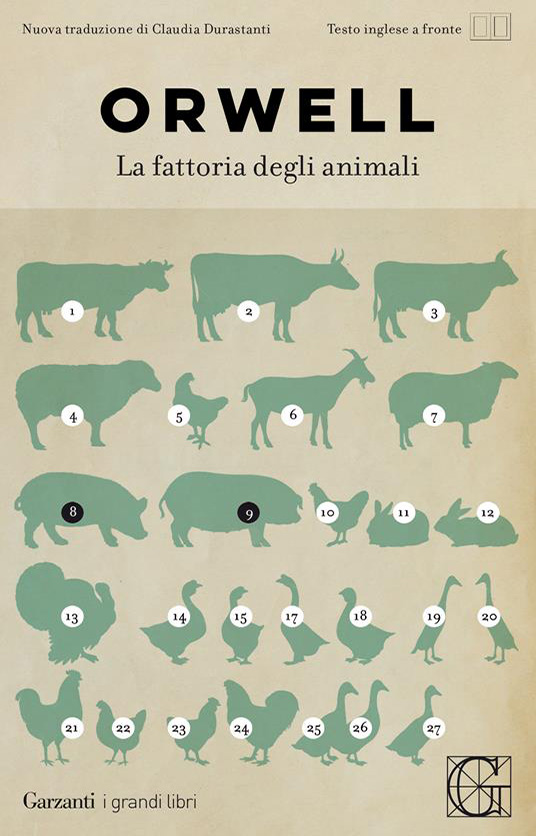 Nuova traduzione di Claudia Durastanti
Testo inglese a fronte
ORWELL
La fattoria degli animali
1 2 3
4 5 6 7
8 9 10 11 12
13 14 15 17 18 19 20
21 22 23 24 25 26 27
Garzanti i grandi libri
G